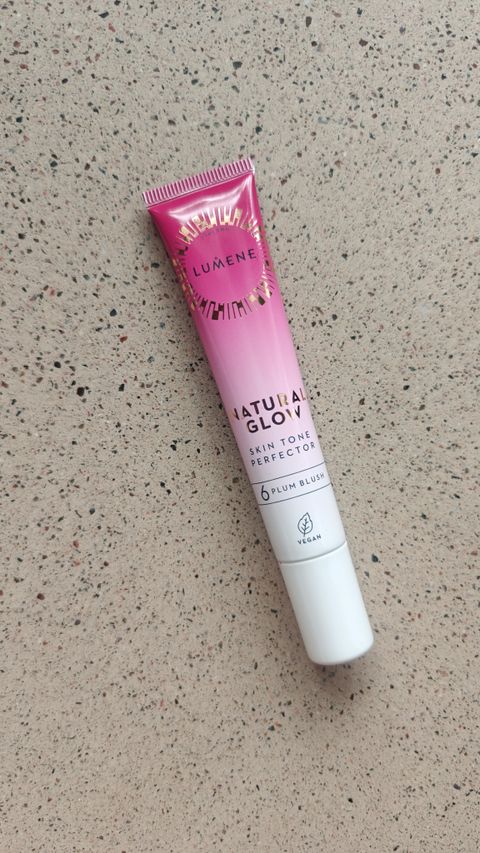 LUMENE
NATURAL
GLOW
SKIN TONE
PERFECTOR
6 PLUM BLUSH
VEGAN